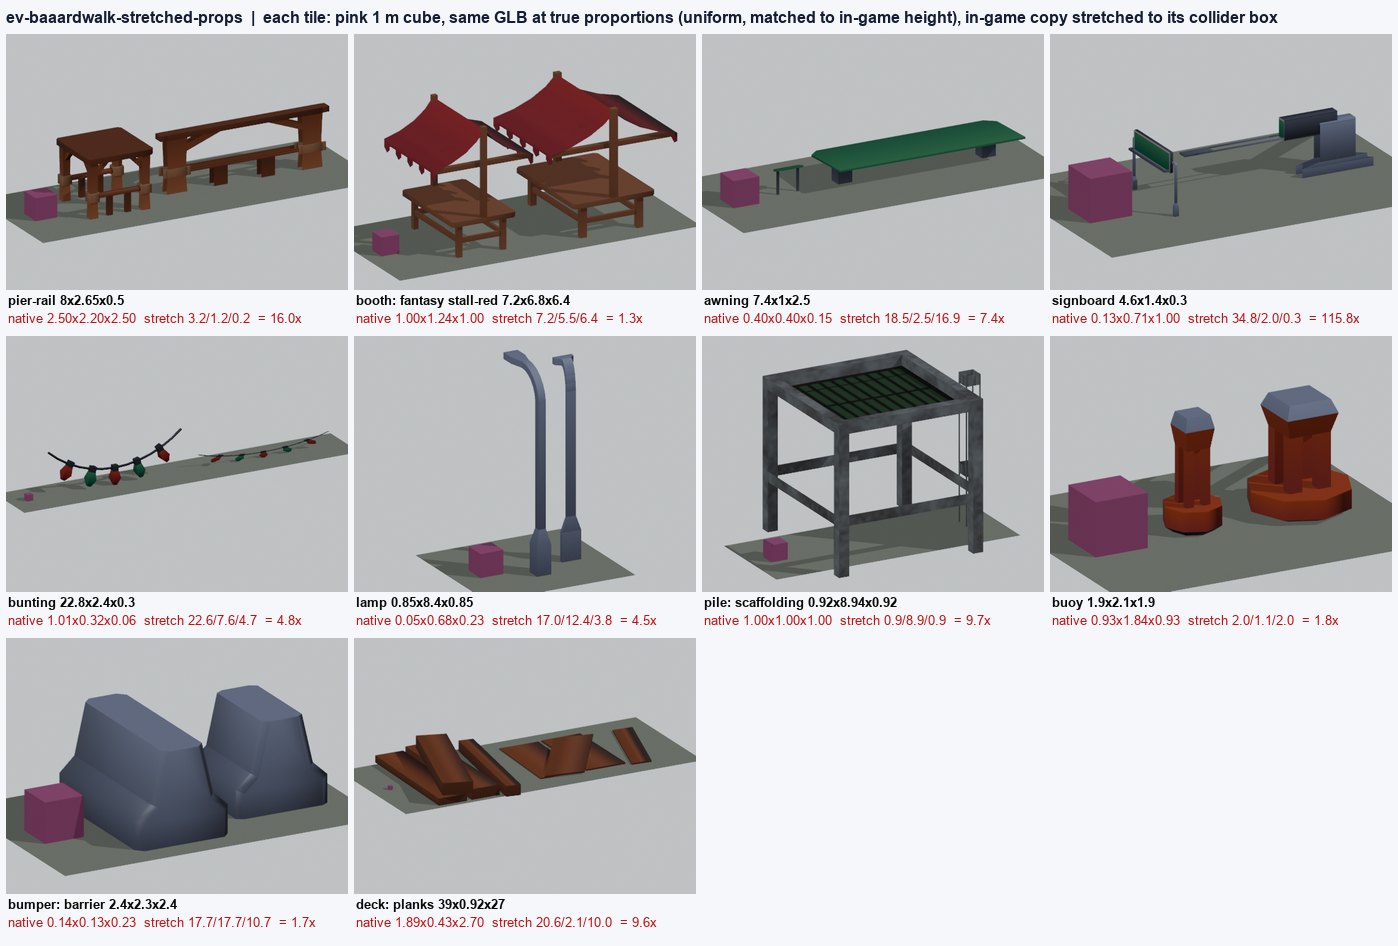 ev-baaardwalk-stretched-props | each tile: pink 1 m cube, same GLB at true proportions (uniform, matched to in-game height), in-game copy stretched to its collider box
pier-rail 8x2.65x0.5
native 2.50x2.20x2.50 stretch 3.2/1.2/0.2 = 16.0x
booth: fantasy stall-red 7.2x6.8x6.4
native 1.00x1.24x1.00 stretch 7.2/5.5/6.4 = 1.3x
awning 7.4x1x2.5
native 0.40x0.40x0.15 stretch 18.5/2.5/16.9 = 7.4x
signboard 4.6x1.4x0.3
native 0.13x0.71x1.00 stretch 34.8/2.0/0.3 = 115.8x
bunting 22.8x2.4x0.3
native 1.01x0.32x0.06 stretch 22.6/7.6/4.7 = 4.8x
lamp 0.85x8.4x0.85
native 0.05x0.68x0.23 stretch 17.0/12.4/3.8 = 4.5x
pile: scaffolding 0.92x8.94x0.92
native 1.00x1.00x1.00 stretch 0.9/8.9/0.9 = 9.7x
buoy 1.9x2.1x1.9
native 0.93x1.84x0.93 stretch 2.0/1.1/2.0 = 1.8x
bumper: barrier 2.4x2.3x2.4
native 0.14x0.13x0.23 stretch 17.7/17.7/10.7 = 1.7x
deck: planks 39x0.92x27
native 1.89x0.43x2.70 stretch 20.6/2.1/10.0 = 9.6x